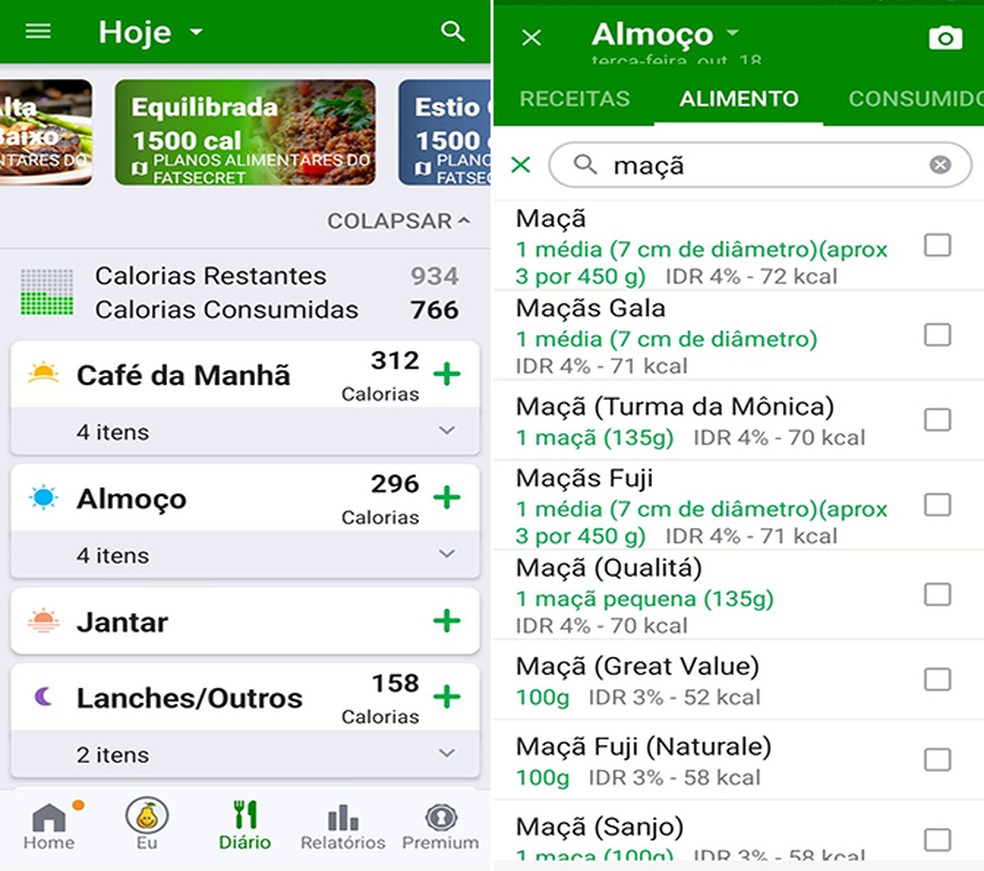 Hoje
Alta
Baixo
NTARES DO
Equilibrada
1500 cal
PLANOS ALIMENTARES DO
FATSECRET
Estio
1500
PLANO
FATSEC
COLAPSAR
Calorias Restantes 934
Calorias Consumidas 766
Café da Manhã 312
Calorias
4 itens
Almoço 296
Calorias
4 itens
Jantar
Lanches/Outros 158
Calorias
2 itens
Home Eu Diário Relatórios Premium
Almoço
terça-feira, out. 18
RECEITAS ALIMENTO CONSUMIDO
maçã
Maçã
1 média (7 cm de diâmetro)(aprox
3 por 450 g) IDR 4% - 72 kcal
Maçãs Gala
1 média (7 cm de diâmetro)
IDR 4% - 71 kcal
Maçã (Turma da Mônica)
1 maçã (135g) IDR 4% - 70 kcal
Maçãs Fuji
1 média (7 cm de diâmetro)(aprox
3 por 450 g) IDR 4% - 71 kcal
Maçã (Qualitá)
1 maçã pequena (135g)
IDR 4% - 70 kcal
Maçã (Great Value)
100g IDR 3% - 52 kcal
Maçã Fuji (Naturale)
100g IDR 3% - 58 kcal
Maçã (Sanjo)
1 maça (100g) IDR 3% - 58 kcal